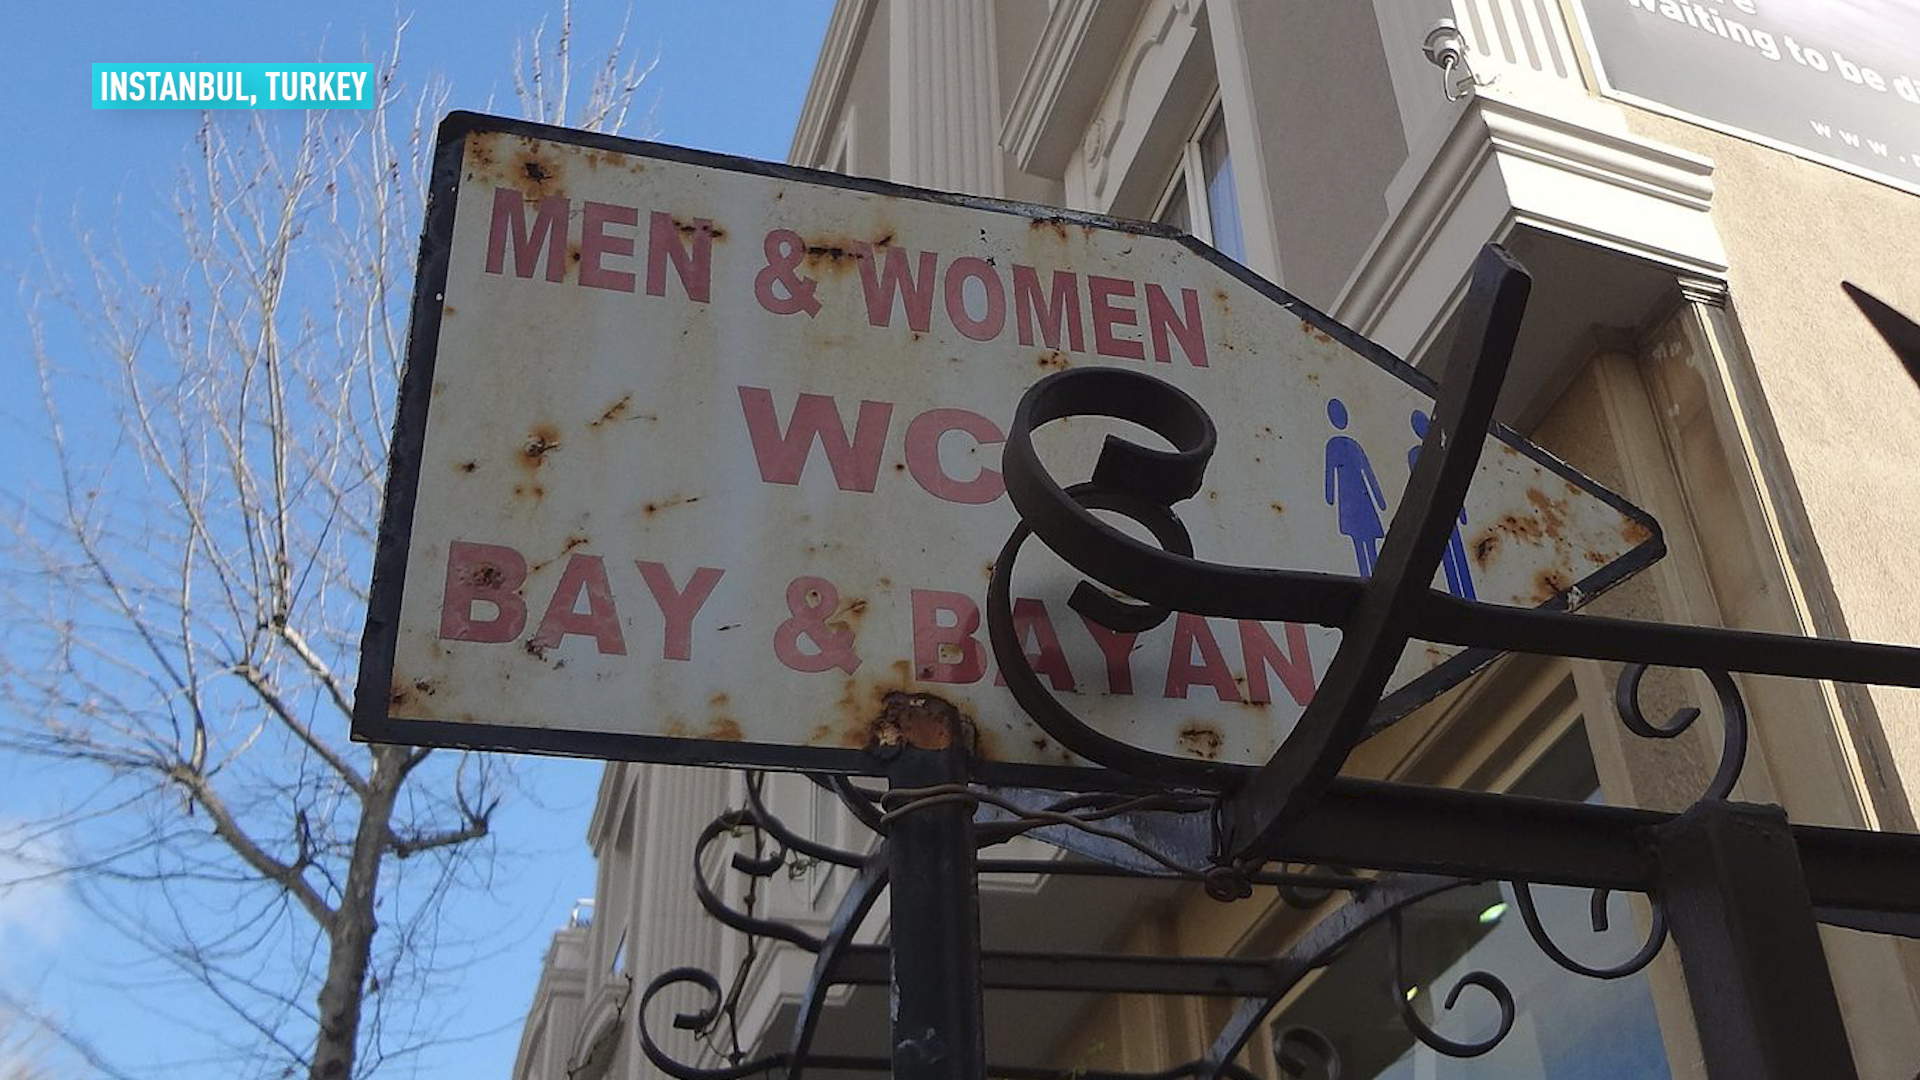 INSTANBUL, TURKEY
MEN & WOMEN
WC
BAY & BAYAN
waiting to be